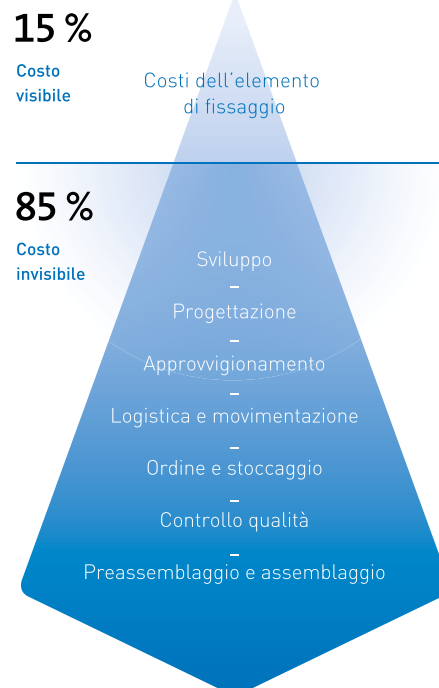 15 %
Costo
visibile
Costi dell'elemento
di fissaggio
85 %
Costo
invisibile
Sviluppo
–
Progettazione
–
Approvvigionamento
–
Logistica e movimentazione
–
Ordine e stoccaggio
–
Controllo qualità
–
Preassemblaggio e assemblaggio